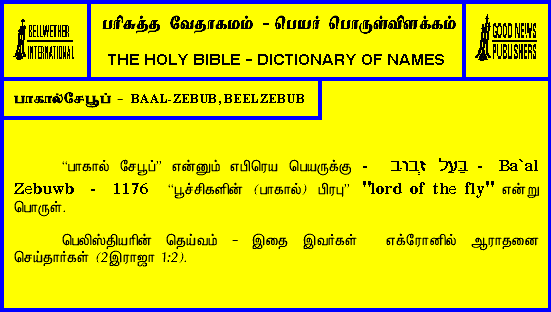 BELLWETHER
INTERNATIONAL
பரிசுத்த வேதாகமம் - பெயர் பொருள்விளக்கம்
THE HOLY BIBLE - DICTIONARY OF NAMES
GOOD NEWS
PUBLISHERS
பாகால்சேபூப் - BAAL-ZEBUB, BEELZEBUB
“பாகால் சேபூப்” என்னும் எபிரெய பெயருக்கு - בַּעַל זְבוּב - Ba`al
Zebuwb - 1176 “பூச்சிகளின் (பாகால்) பிரபு” "lord of the fly" என்று
பொருள்.
பெலிஸ்தியரின் தெய்வம் - இதை இவர்கள் எக்ரோனில் ஆராதனை
செய்தார்கள் (2இராஜா 1:2).